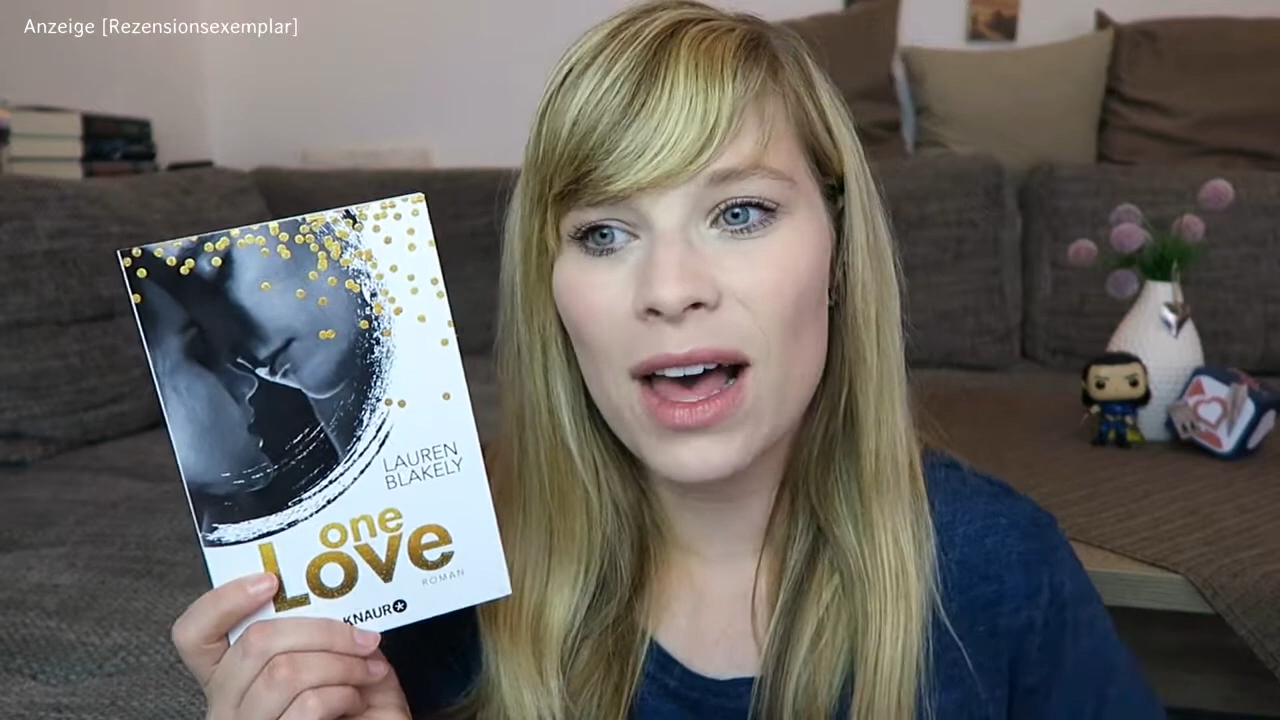 Anzeige [Rezensionsexemplar]
LAUREN
BLAKELY
one
Love
ROMAN
KNAUR